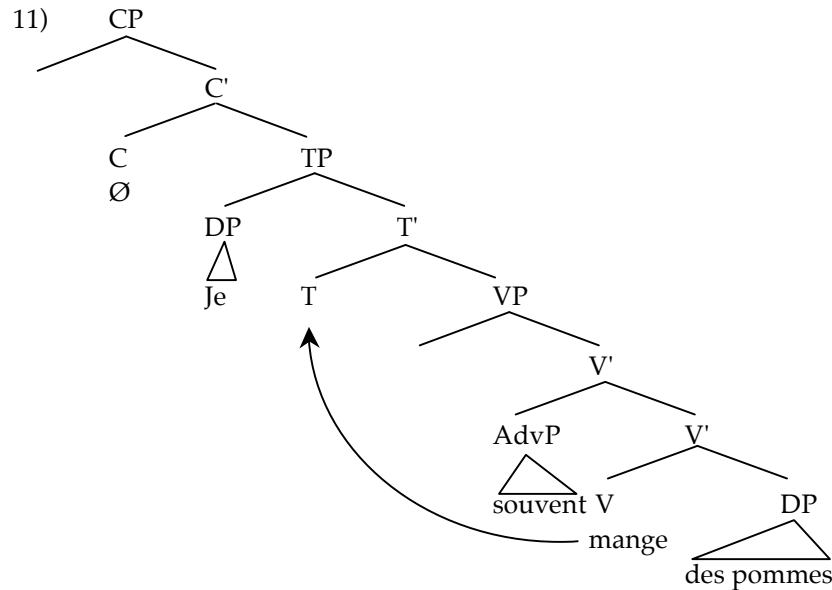 11) CP
C'
C TP
Ø
DP T'
Je T VP
V'
AdvP V'
souvent V DP
mange
des pommes